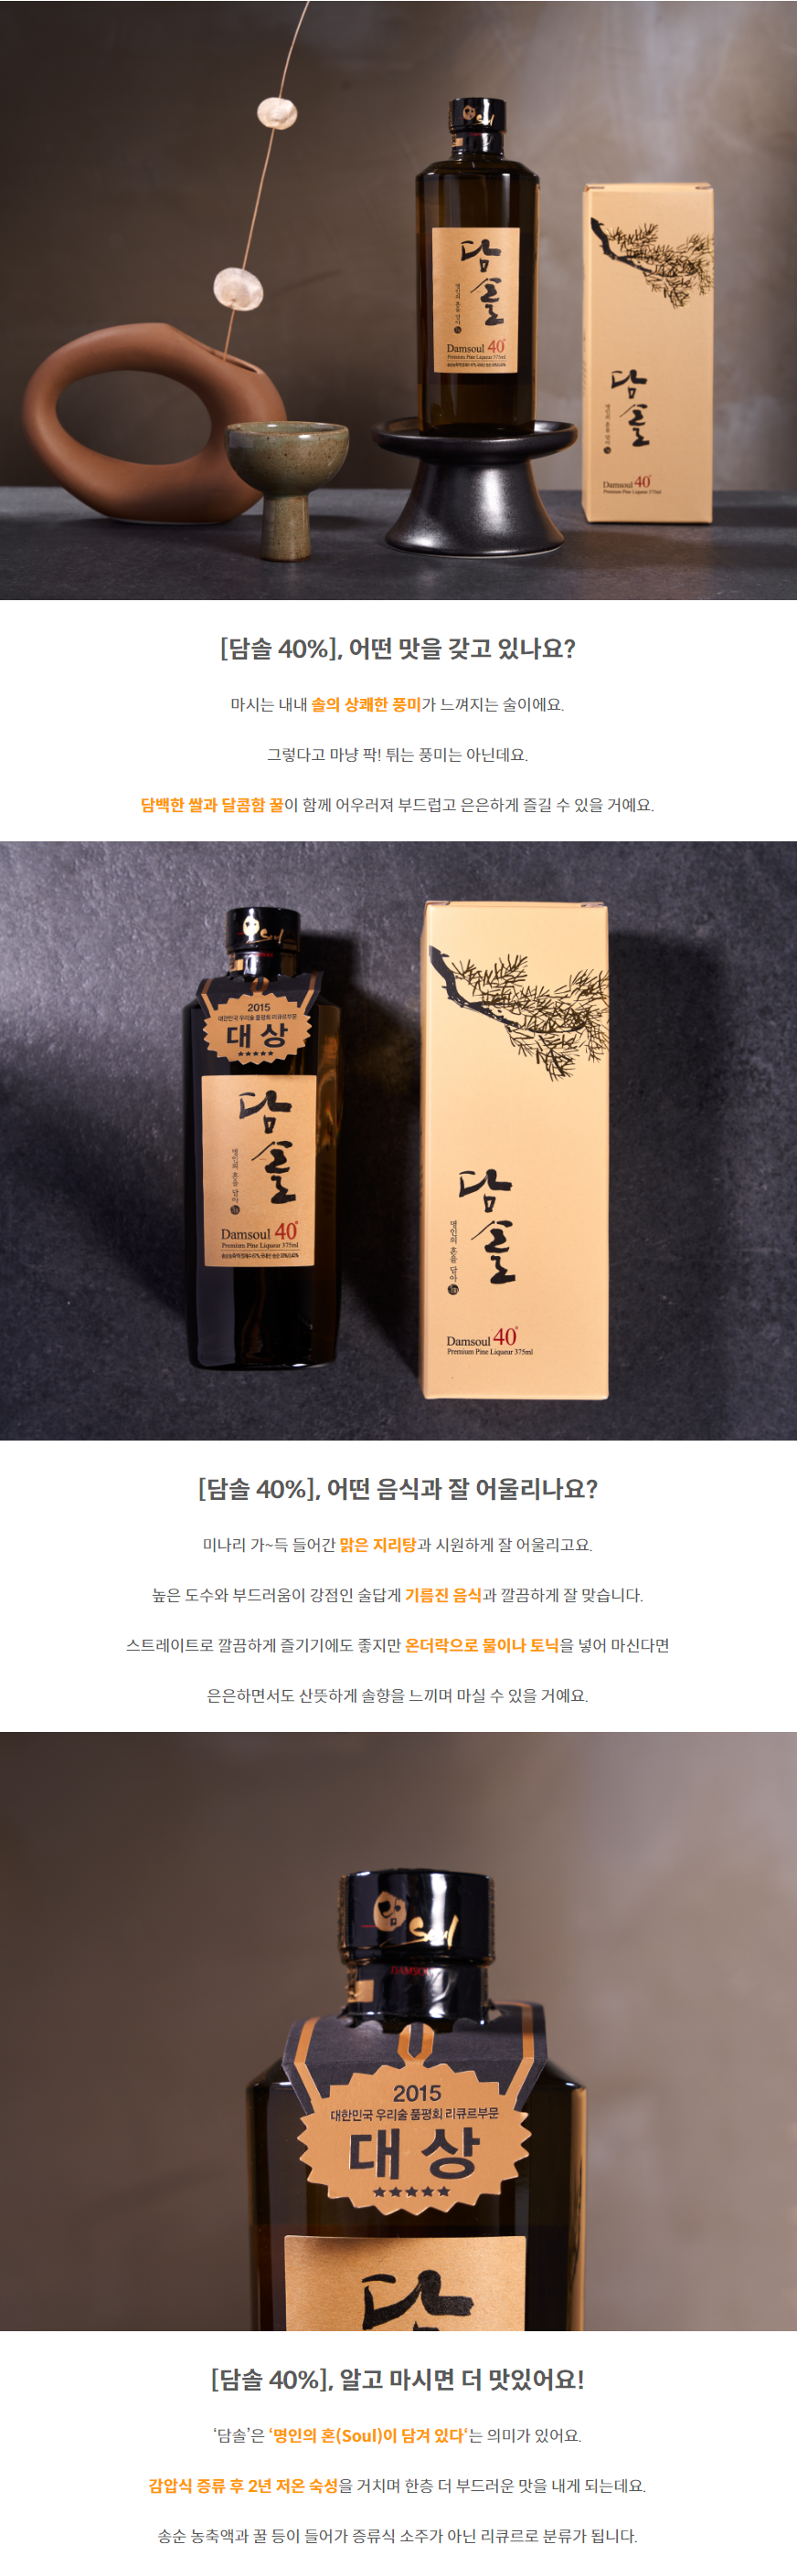 Soul
담
솔
명인의 혼을 담아
Damsoul 40°
Premium Pine Liqueur 375ml
담
솔
명인의 혼을 담아
Damsoul 40°
Premium Pine Liqueur 375ml
[담솔 40%], 어떤 맛을 갖고 있나요?
마시는 내내 솔의 상쾌한 풍미가 느껴지는 술이에요.
그렇다고 마냥 팍! 튀는 풍미는 아닌데요.
담백한 쌀과 달콤함 꿀이 함께 어우러져 부드럽고 은은하게 즐길 수 있을 거예요.
Soul
2015
대한민국 우리술 품평회 리큐르부문
대상
담
솔
명인의 혼을 담아
Damsoul 40°
Premium Pine Liqueur 375ml
담
솔
명인의 혼을 담아
Damsoul 40°
Premium Pine Liqueur 375ml
[담솔 40%], 어떤 음식과 잘 어울리나요?
미나리 가~득 들어간 맑은 지리탕과 시원하게 잘 어울리고요.
높은 도수와 부드러움이 강점인 술답게 기름진 음식과 깔끔하게 잘 맞습니다.
스트레이트로 깔끔하게 즐기기에도 좋지만 온더락으로 물이나 토닉을 넣어 마신다면
은은하면서도 산뜻하게 솔향을 느끼며 마실 수 있을 거예요.
담 Soul
DAMSOUL
2015
대한민국 우리술 품평회 리큐르부문
대상
담
[담솔 40%], 알고 마시면 더 맛있어요!
‘담솔’은 ‘명인의 혼(Soul)이 담겨 있다‘는 의미가 있어요.
감압식 증류 후 2년 저온 숙성을 거치며 한층 더 부드러운 맛을 내게 되는데요.
송순 농축액과 꿀 등이 들어가 증류식 소주가 아닌 리큐르로 분류가 됩니다.